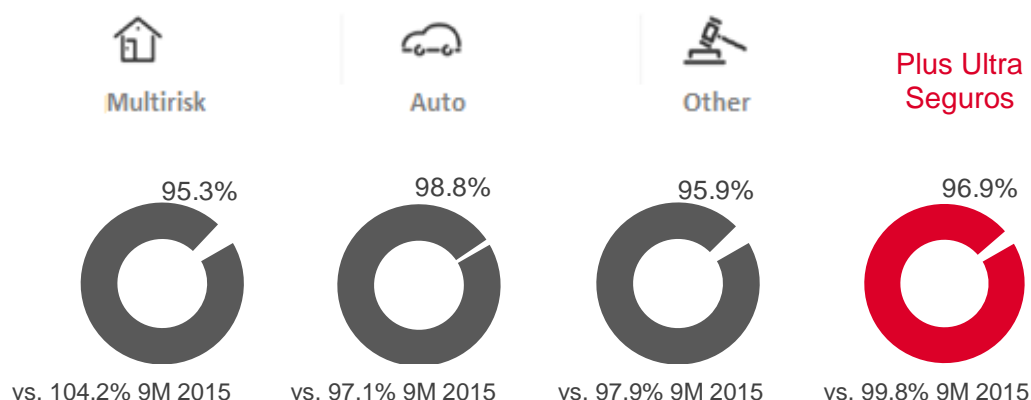 Plus Ultra
Seguros
Multirisk
Auto
Other
95.3%
98.8%
95.9%
96.9%
vs. 104.2% 9M 2015
vs. 97.1% 9M 2015
vs. 97.9% 9M 2015
vs. 99.8% 9M 2015